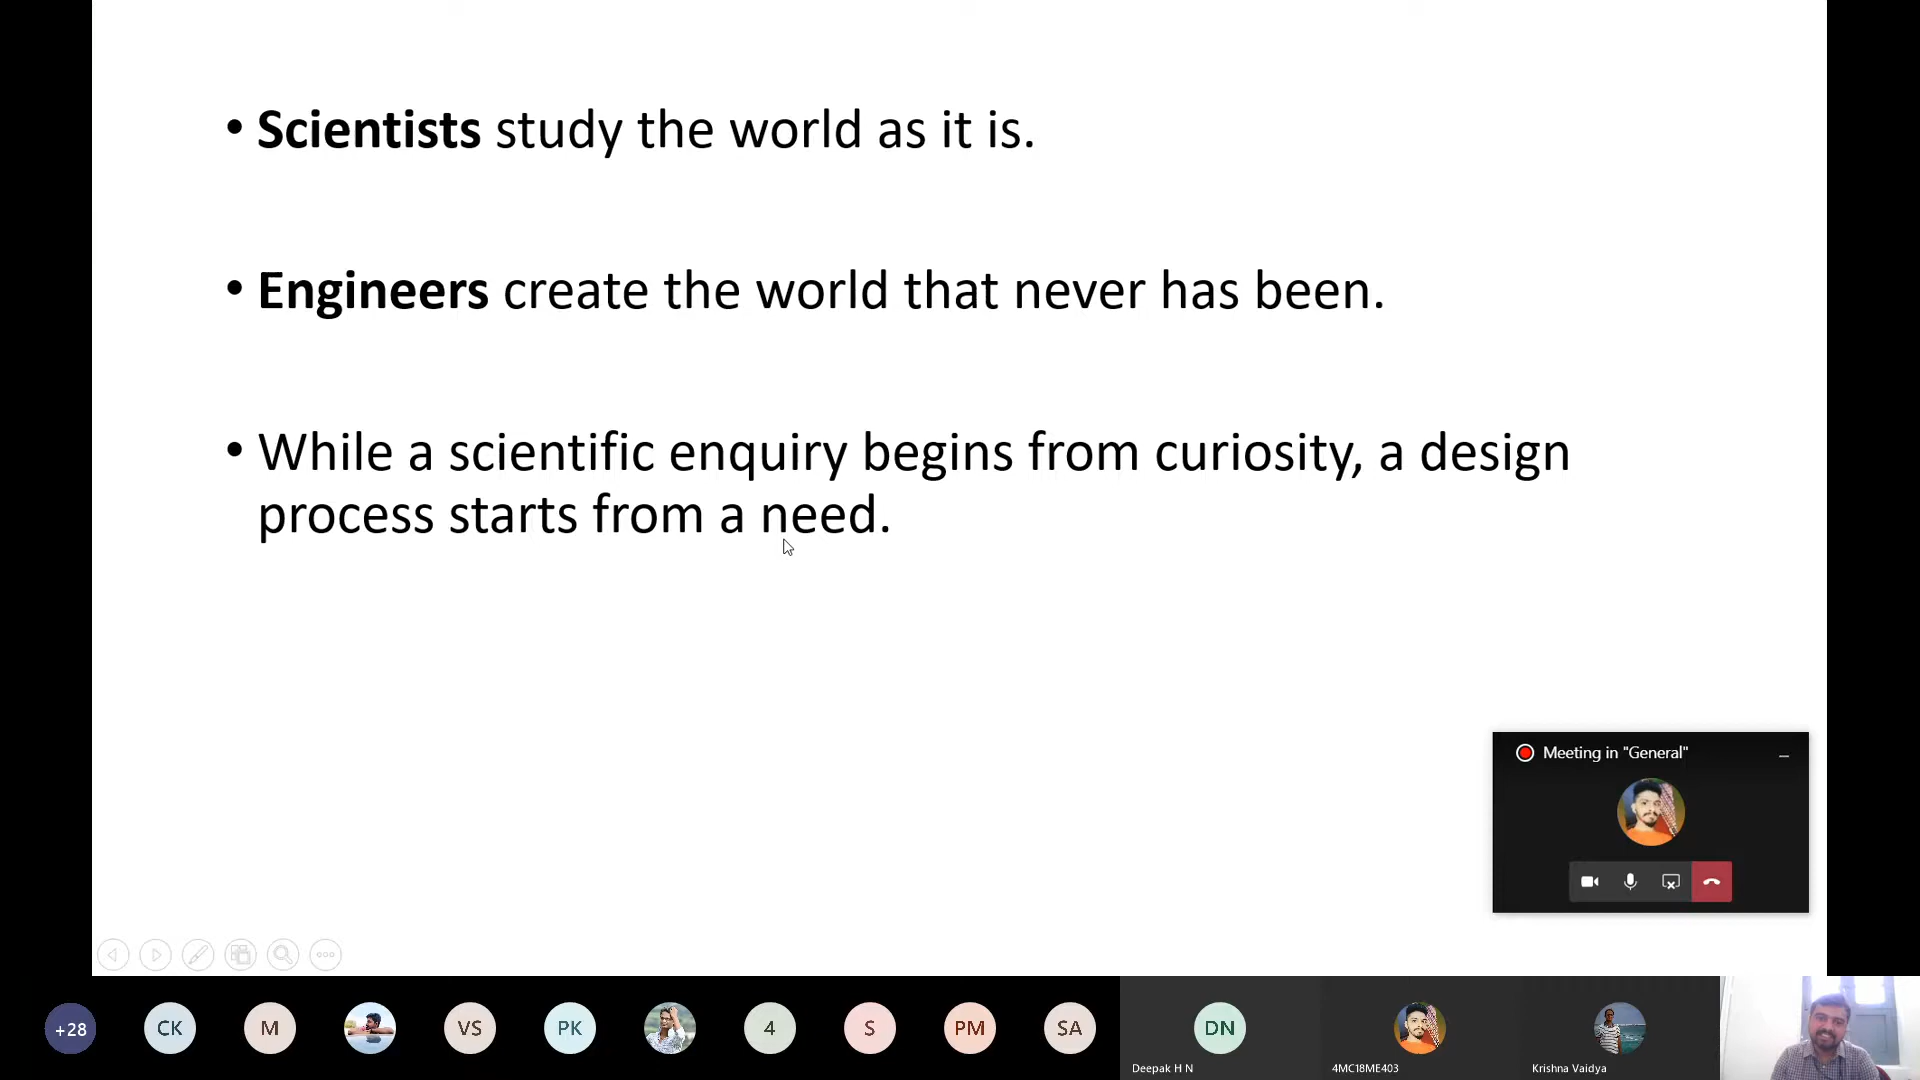 • Scientists study the world as it is.
• Engineers create the world that never has been.
• While a scientific enquiry begins from curiosity, a design
process starts from a need.
Meeting in "General"
+28
CK
M
VS
PK
4
S
PM
SA
DN
Deepak H N
4MC18ME403
Krishna Vaidya